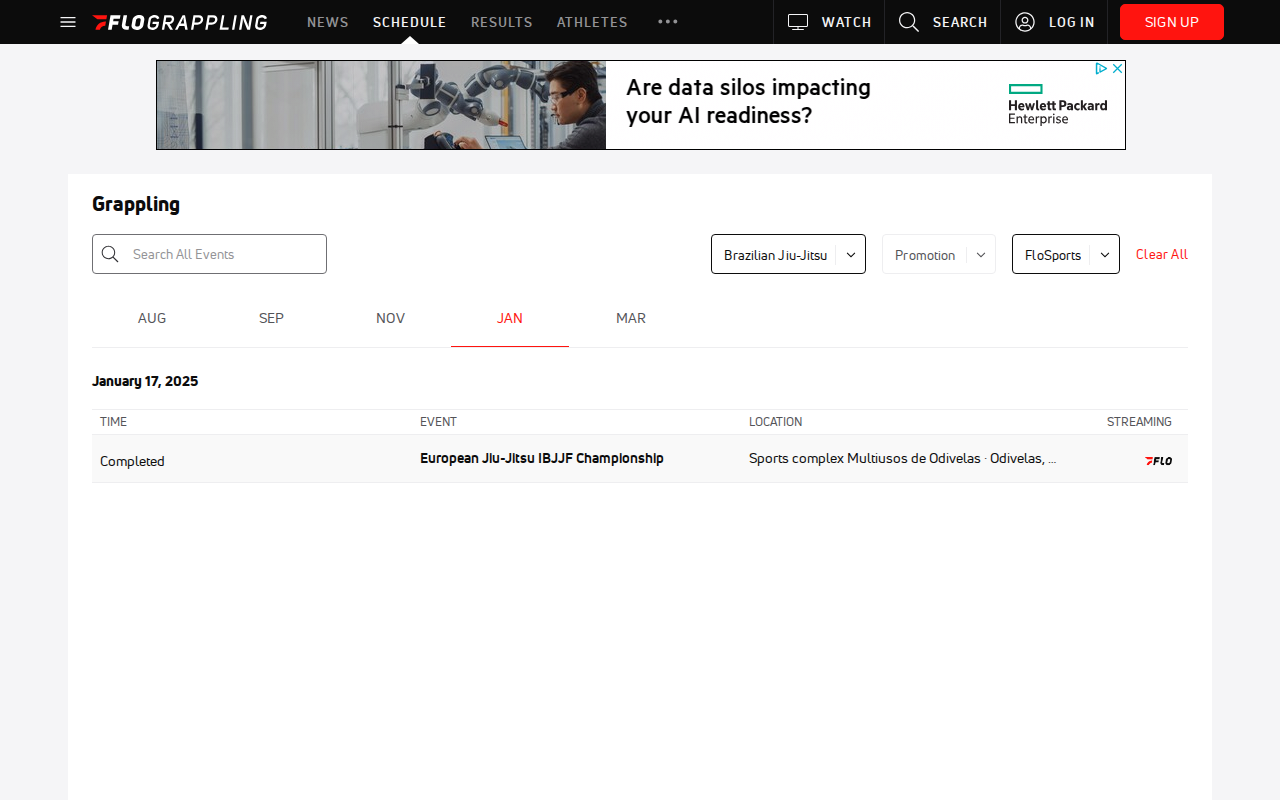 FLOGRAPPLING NEWS SCHEDULE RESULTS ATHLETES WATCH SEARCH LOG IN SIGN UP
Are data silos impacting
your AI readiness?
Hewlett Packard
Enterprise
Grappling
Search All Events
Brazilian Jiu-Jitsu
Promotion
FloSports
Clear All
AUG SEP NOV JAN MAR
January 17, 2025
TIME EVENT LOCATION STREAMING
Completed European Jiu-Jitsu IBJJF Championship Sports complex Multiusos de Odivelas · Odivelas, ... FLO